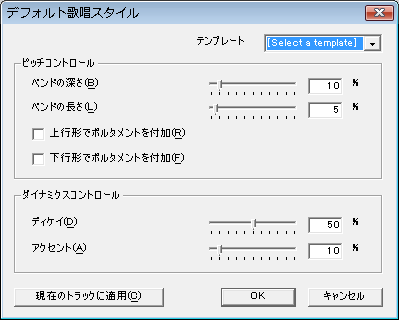 デフォルト歌唱スタイル
テンプレート [Select a template]
ピッチコントロール
ベンドの深さ(B) 10 %
ベンドの長さ(L) 5 %
上行形でポルタメントを付加(R)
下行形でポルタメントを付加(F)
ダイナミクスコントロール
ディケイ(D) 50 %
アクセント(A) 10 %
現在のトラックに適用(C) OK キャンセル